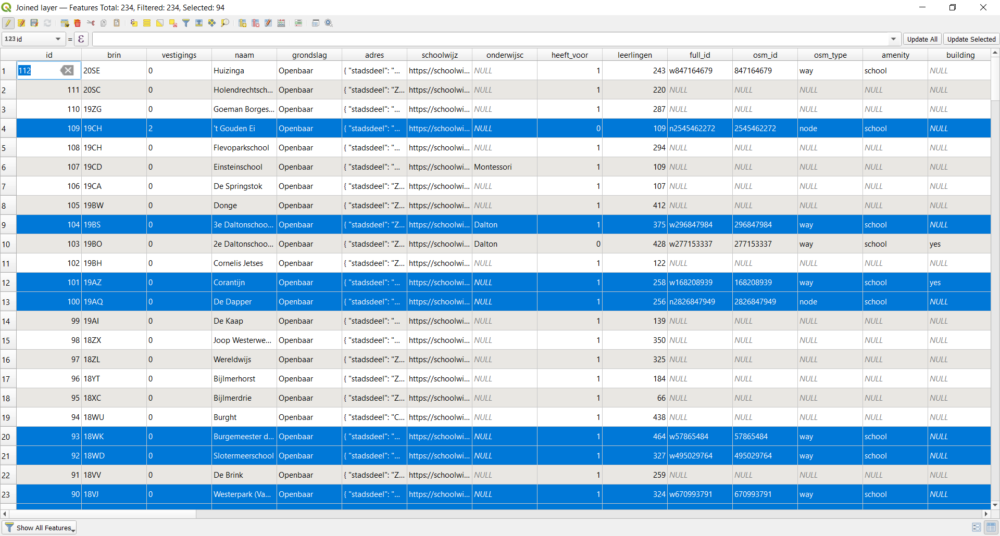 Joined layer — Features Total: 234, Filtered: 234, Selected: 94
123 id = ε Update All Update Selected
id brin vestigings naam grondslag adres schoolwijz onderwijsc heeft_voor leerlingen full_id osm_id osm_type amenity building
1 112 20SE 0 Huizinga Openbaar { "stadsdeel": "... https://schoolwi... NULL 1 243 w847164679 847164679 way school NULL
2 111 20SC 0 Holendrechtsch... Openbaar { "stadsdeel": "Z... https://schoolwi... NULL 1 220 NULL NULL NULL NULL NULL
3 110 19ZG 0 Goeman Borges... Openbaar { "stadsdeel": "... https://schoolwi... NULL 1 287 NULL NULL NULL NULL NULL
4 109 19CH 2 't Gouden Ei Openbaar { "stadsdeel": "... https://schoolwi... NULL 0 109 n2545462272 2545462272 node school NULL
5 108 19CH 0 Flevoparkschool Openbaar { "stadsdeel": "... https://schoolwi... NULL 1 294 NULL NULL NULL NULL NULL
6 107 19CD 0 Einsteinschool Openbaar { "stadsdeel": "... https://schoolwi... Montessori 1 109 NULL NULL NULL NULL NULL
7 106 19CA 0 De Springstok Openbaar { "stadsdeel": "Z... https://schoolwi... NULL 1 107 NULL NULL NULL NULL NULL
8 105 19BW 0 Donge Openbaar { "stadsdeel": "Z... https://schoolwi... NULL 1 412 NULL NULL NULL NULL NULL
9 104 19BS 0 3e Daltonschoo... Openbaar { "stadsdeel": "Z... https://schoolwi... Dalton 1 375 w296847984 296847984 way school NULL
10 103 19BO 0 2e Daltonschoo... Openbaar { "stadsdeel": "Z... https://schoolwi... Dalton 0 428 w277153337 277153337 way school yes
11 102 19BH 0 Cornelis Jetses Openbaar { "stadsdeel": "Z... https://schoolwi... NULL 1 122 NULL NULL NULL NULL NULL
12 101 19AZ 0 Corantijn Openbaar { "stadsdeel": "... https://schoolwi... NULL 1 258 w168208939 168208939 way school yes
13 100 19AQ 0 De Dapper Openbaar { "stadsdeel": "... https://schoolwi... NULL 1 256 n2826847949 2826847949 node school NULL
14 99 19AI 0 De Kaap Openbaar { "stadsdeel": "... https://schoolwi... NULL 1 139 NULL NULL NULL NULL NULL
15 98 18ZX 0 Joop Westerwe... Openbaar { "stadsdeel": "... https://schoolwi... NULL 1 350 NULL NULL NULL NULL NULL
16 97 18ZL 0 Wereldwijs Openbaar { "stadsdeel": "Z... https://schoolwi... NULL 1 325 NULL NULL NULL NULL NULL
17 96 18YT 0 Bijlmerhorst Openbaar { "stadsdeel": "Z... https://schoolwi... NULL 1 184 NULL NULL NULL NULL NULL
18 95 18XC 0 Bijlmerdrie Openbaar { "stadsdeel": "Z... https://schoolwi... NULL 1 66 NULL NULL NULL NULL NULL
19 94 18WU 0 Burght Openbaar { "stadsdeel": "C... https://schoolwi... NULL 1 438 NULL NULL NULL NULL NULL
20 93 18WK 0 Burgemeester d... Openbaar { "stadsdeel": "... https://schoolwi... NULL 1 464 w57865484 57865484 way school NULL
21 92 18WD 0 Slotermeerschool Openbaar { "stadsdeel": "... https://schoolwi... NULL 1 327 w495029764 495029764 way school NULL
22 91 18VV 0 De Brink Openbaar { "stadsdeel": "Z... https://schoolwi... NULL 1 259 NULL NULL NULL NULL NULL
23 90 18VJ 0 Westerpark (Va... Openbaar { "stadsdeel": "... https://schoolwi... NULL 1 324 w670993791 670993791 way school NULL
Show All Features